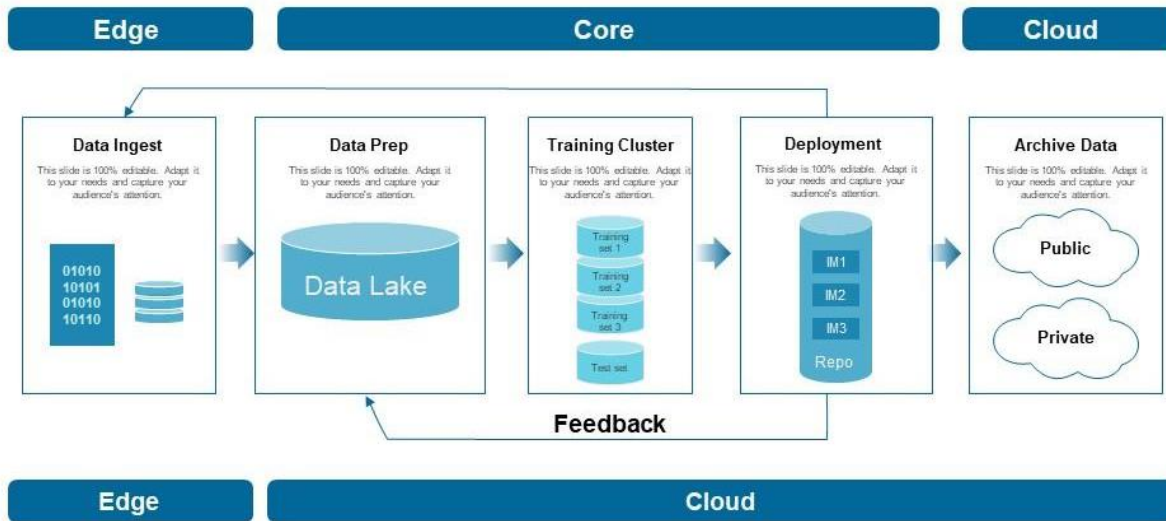 Edge
Core
Cloud
Data Ingest
This slide is 100% editable. Adapt it
to your needs and capture your
audience's attention.
01010
10101
01010
10110
Data Prep
This slide is 100% editable. Adapt it
to your needs and capture your
audience's attention.
Data Lake
Training Cluster
This slide is 100% editable. Adapt it
to your needs and capture your
audience's attention.
Training
set 1
Training
set 2
Training
set 3
Test set
Deployment
This slide is 100% editable. Adapt it
to your needs and capture your
audience's attention.
IM1
IM2
IM3
Repo
Archive Data
This slide is 100% editable. Adapt it
to your needs and capture your
audience's attention.
Public
Private
Feedback
Edge
Cloud